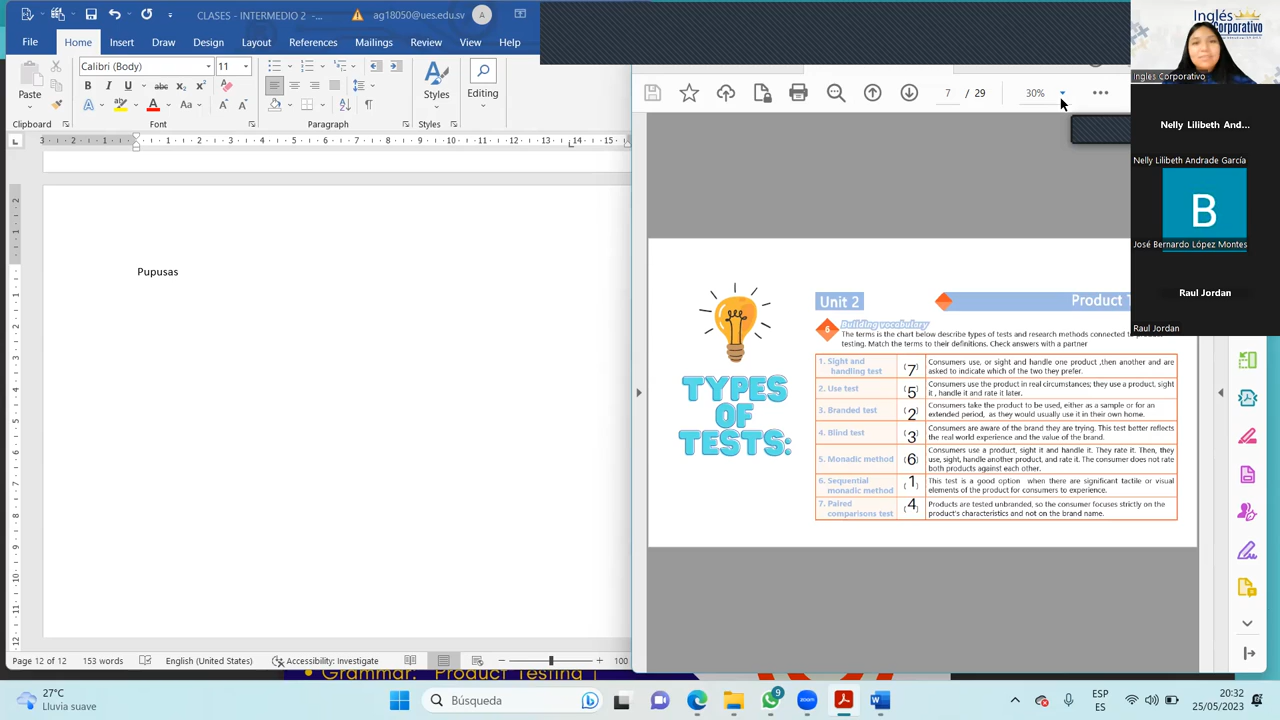 CLASES - INTERMEDIO 2
ag18050@ues.edu.sv
A
File Home Insert Draw Design Layout References Mailings Review View Help
Paste
Calibri (Body) 11
Styles
Editing
Clipboard Font Paragraph Styles
Pupusas
7 / 29 30%
Unit 2
Product T
6 Building vocabulary
The terms is the chart below describe types of tests and research methods connected to product
testing. Match the terms to their definitions. Check answers with a partner
TYPES
OF
TESTS:
1. Sight and handling test (7) Consumers use, or sight and handle one product ,then another and are asked to indicate which of the two they prefer.
2. Use test (5) Consumers use the product in real circumstances; they use a product, sight it , handle it and rate it later.
3. Branded test (2) Consumers take the product to be used, either as a sample or for an extended period, as they would usually use it in their own home.
4. Blind test (3) Consumers are aware of the brand they are trying. This test better reflects the real world experience and the value of the brand.
5. Monadic method (6) Consumers use a product, sight it and handle it. They rate it. Then, they use, sight, handle another product, and rate it. The consumer does not rate both products against each other.
6. Sequential monadic method (1) This test is a good option when there are significant tactile or visual elements of the product for consumers to experience.
7. Paired comparisons test (4) Products are tested unbranded, so the consumer focuses strictly on the product's characteristics and not on the brand name.
Inglés
Corporativo
Ingles Corporativo
Nelly Lilibeth And...
Nelly Lilibeth Andrade García
B
José Bernardo López Montes
Raul Jordan
Raul Jordan
Page 12 of 12 153 words English (United States) Accessibility: Investigate 100
Grammar: Product Testing
27°C
Lluvia suave
Búsqueda
9
ESP
ES
20:32
25/05/2023